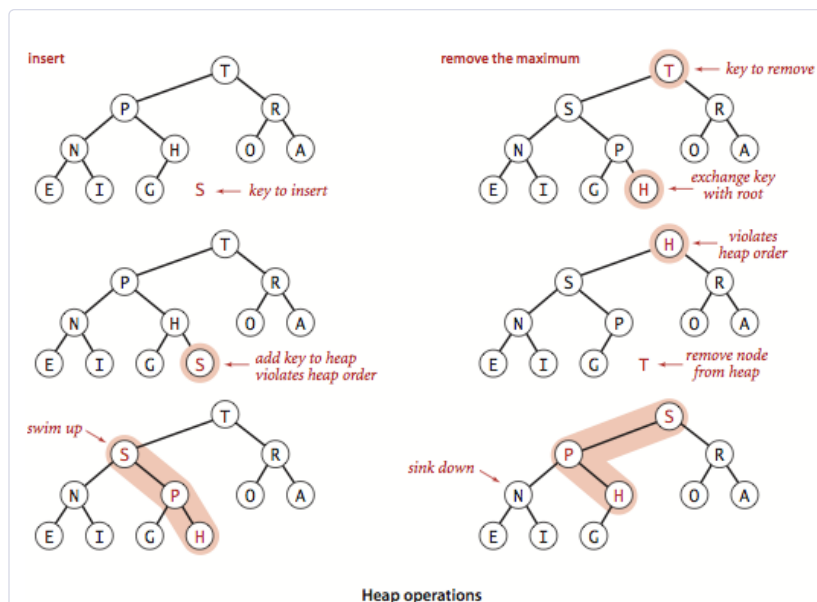 insert
T
P
R
N
H
O
A
E
I
G
S
key to insert
T
P
R
N
H
O
A
E
I
G
S
add key to heap
violates heap order
swim up
T
S
R
N
P
O
A
E
I
G
H
remove the maximum
T
key to remove
S
R
N
P
O
A
E
I
G
H
exchange key
with root
H
violates
heap order
S
R
N
P
O
A
E
I
G
T
remove node
from heap
S
P
R
sink down
N
H
O
A
E
I
G
Heap operations